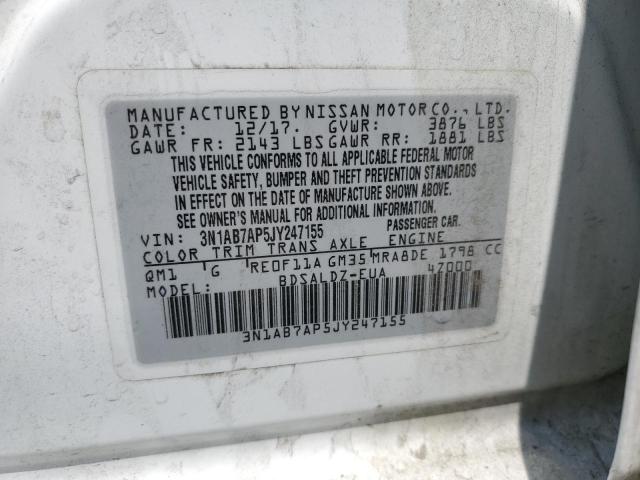 MANUFACTURED BY NISSAN MOTOR CO., LTD.
DATE: 12/17. GVWR: 3876 LBS
GAWR FR: 2143 LBS GAWR RR: 1881 LBS
THIS VEHICLE CONFORMS TO ALL APPLICABLE FEDERAL MOTOR
VEHICLE SAFETY, BUMPER AND THEFT PREVENTION STANDARDS
IN EFFECT ON THE DATE OF MANUFACTURE SHOWN ABOVE.
SEE OWNER'S MANUAL FOR ADDITIONAL INFORMATION.
VIN: 3N1AB7AP5JY247155 PASSENGER CAR.
COLOR TRIM TRANS AXLE ENGINE
QM1 G RE0F11A GM35 MRA8DE 1798 CC
MODEL: BDSALDZ-EUA 4Z000
3N1AB7AP5JY247155